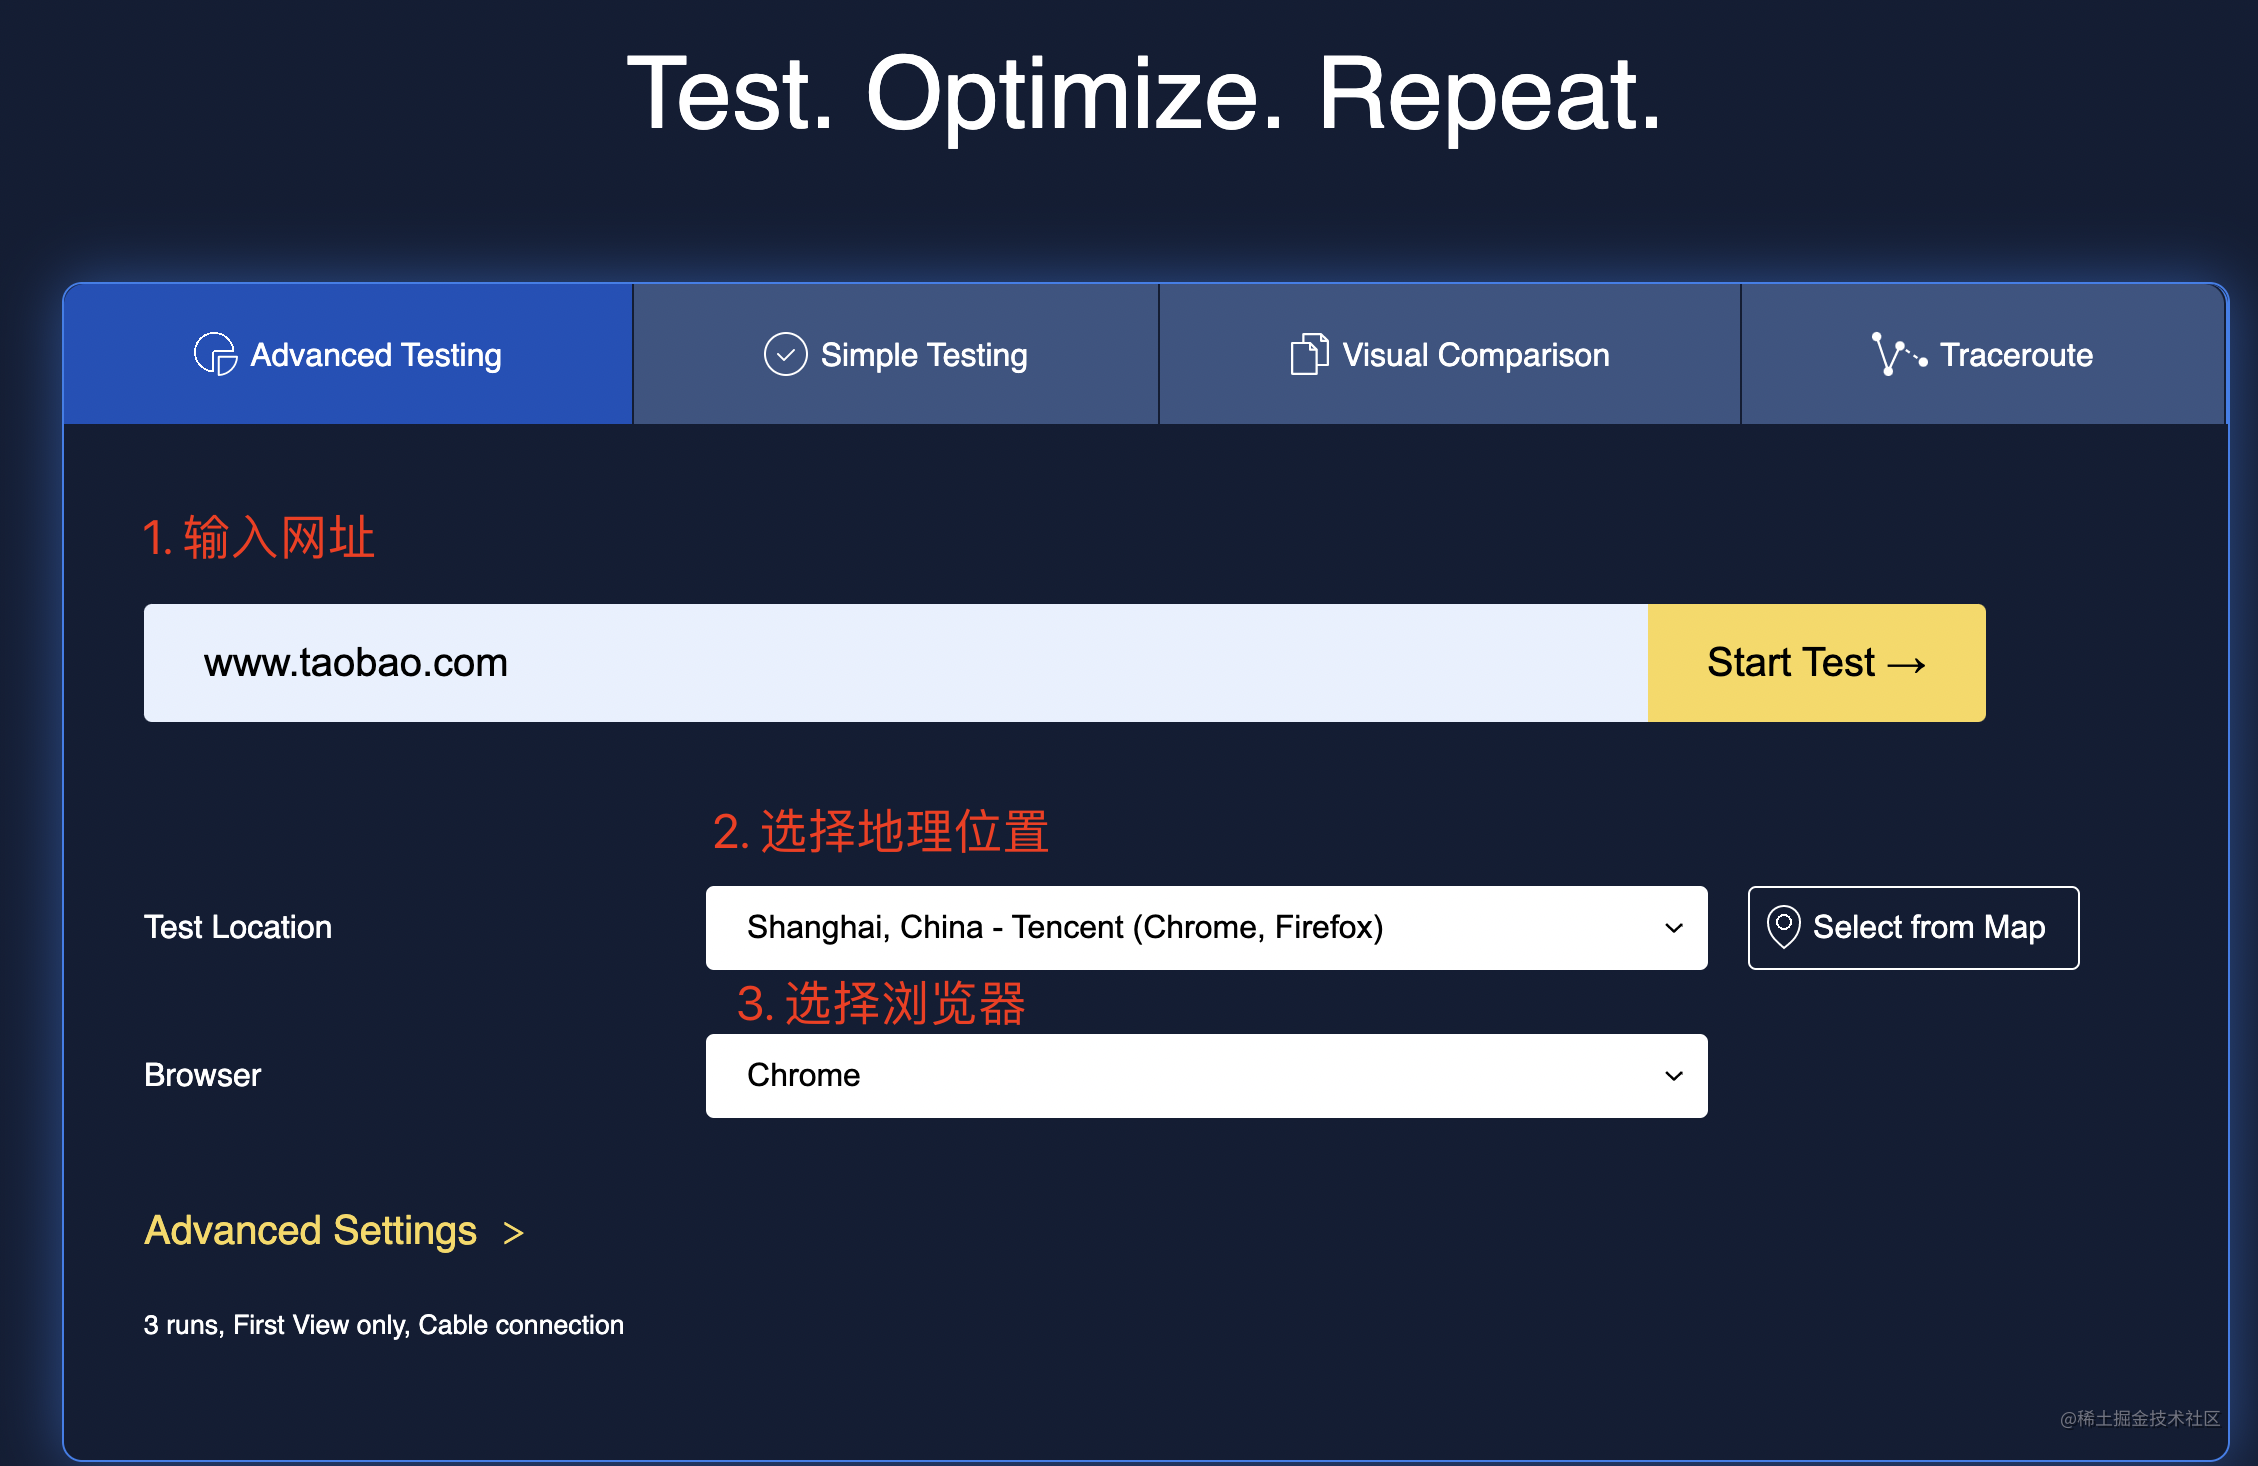 Test. Optimize. Repeat.
Advanced Testing
Simple Testing
Visual Comparison
Traceroute
1. 输入网址
www.taobao.com
Start Test →
2. 选择地理位置
Test Location
Shanghai, China - Tencent (Chrome, Firefox)
Select from Map
3. 选择浏览器
Browser
Chrome
Advanced Settings >
3 runs, First View only, Cable connection
@稀土掘金技术社区